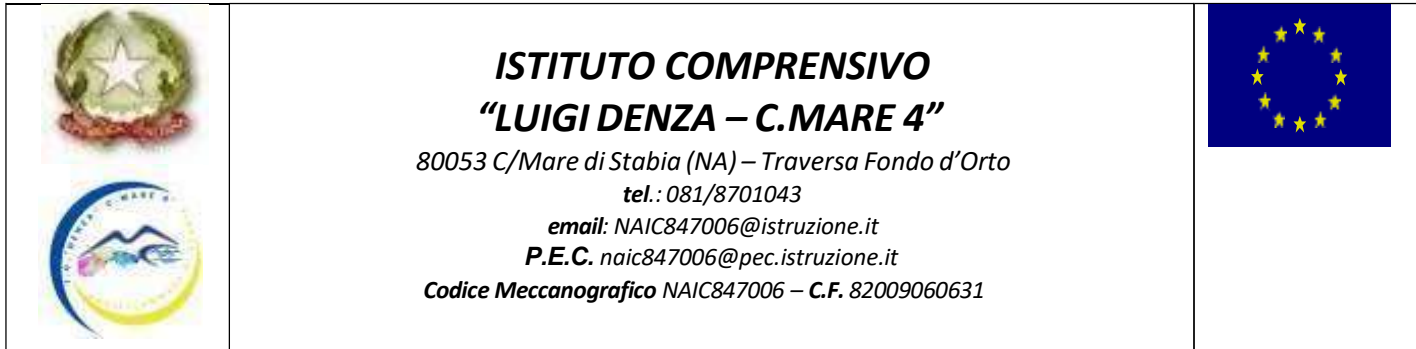 ISTITUTO COMPRENSIVO
“LUIGI DENZA – C.MARE 4”
80053 C/Mare di Stabia (NA) – Traversa Fondo d’Orto
tel.: 081/8701043
email: NAIC847006@istruzione.it
P.E.C. naic847006@pec.istruzione.it
Codice Meccanografico NAIC847006 – C.F. 82009060631